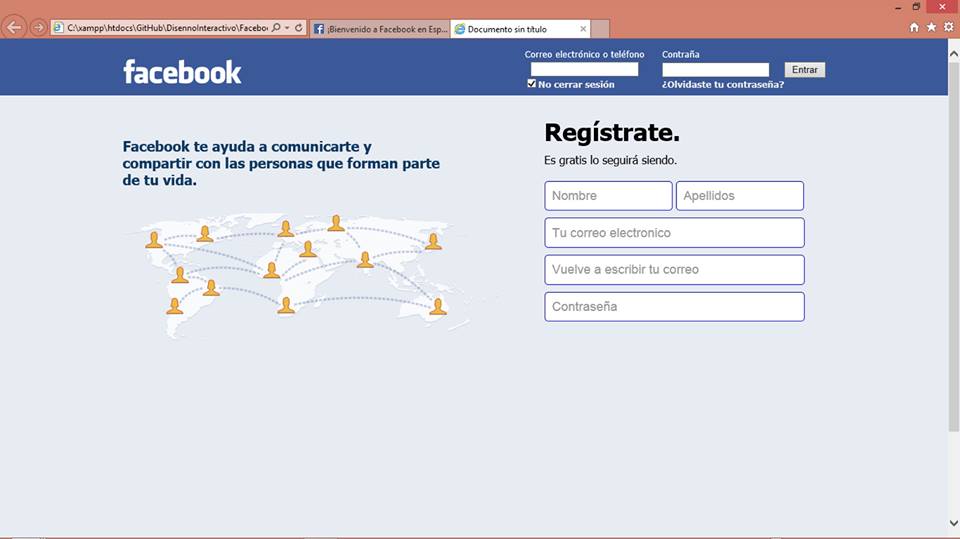 C:\xampp\htdocs\GitHub\DisennoInteractivo\Facebo
¡Bienvenido a Facebook en Esp...
Documento sin título
facebook
Correo electrónico o teléfono
Contraña
Entrar
No cerrar sesión
¿Olvidaste tu contraseña?
Facebook te ayuda a comunicarte y
compartir con las personas que forman parte
de tu vida.
Regístrate.
Es gratis lo seguirá siendo.
Nombre
Apellidos
Tu correo electronico
Vuelve a escribir tu correo
Contraseña